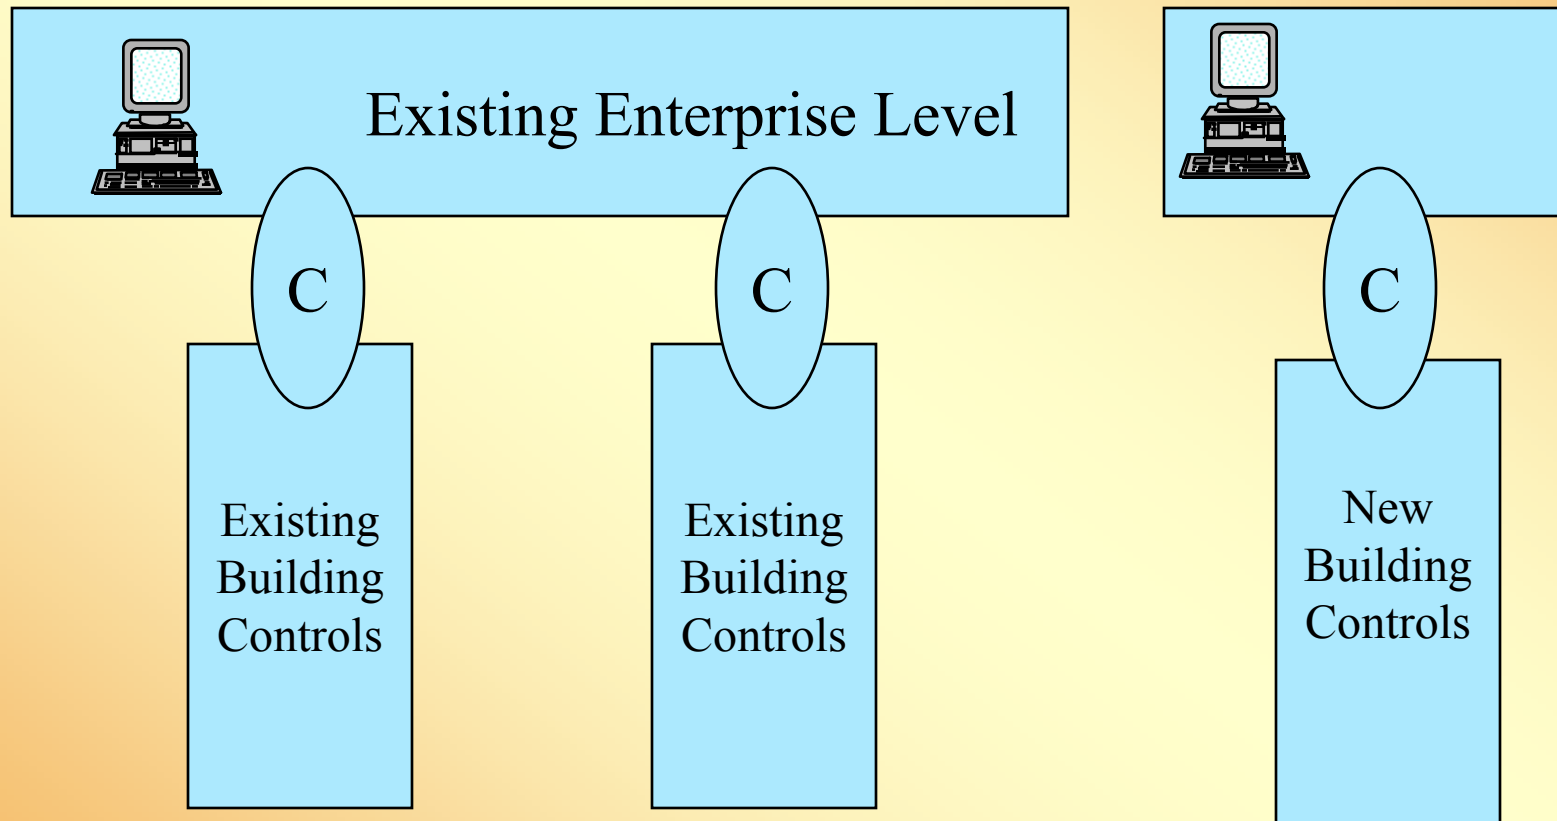 Existing Enterprise Level
C
C
C
Existing
Building
Controls
Existing
Building
Controls
New
Building
Controls